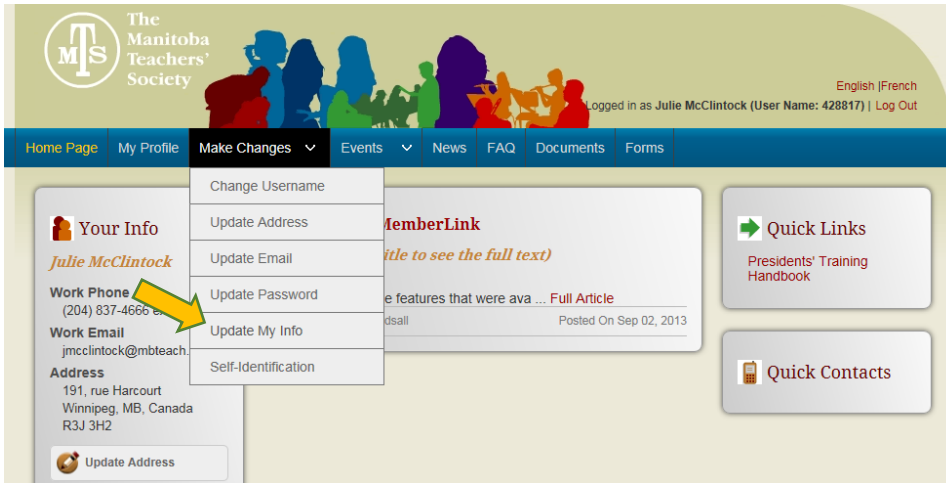 The
Manitoba
Teachers'
Society
MTS
English |French
Logged in as Julie McClintock (User Name: 428817) | Log Out
Home Page My Profile Make Changes Events News FAQ Documents Forms
Change Username
Update Address
Update Email
Update Password
Update My Info
Self-Identification
Your Info
Julie McClintock
Work Phone
(204) 837-4666
Work Email
jmcclintock@mbteach.
Address
191, rue Harcourt
Winnipeg, MB, Canada
R3J 3H2
Update Address
MemberLink
to see the full text)
features that were ava ... Full Article
Posted On Sep 02, 2013
Quick Links
Presidents' Training
Handbook
Quick Contacts